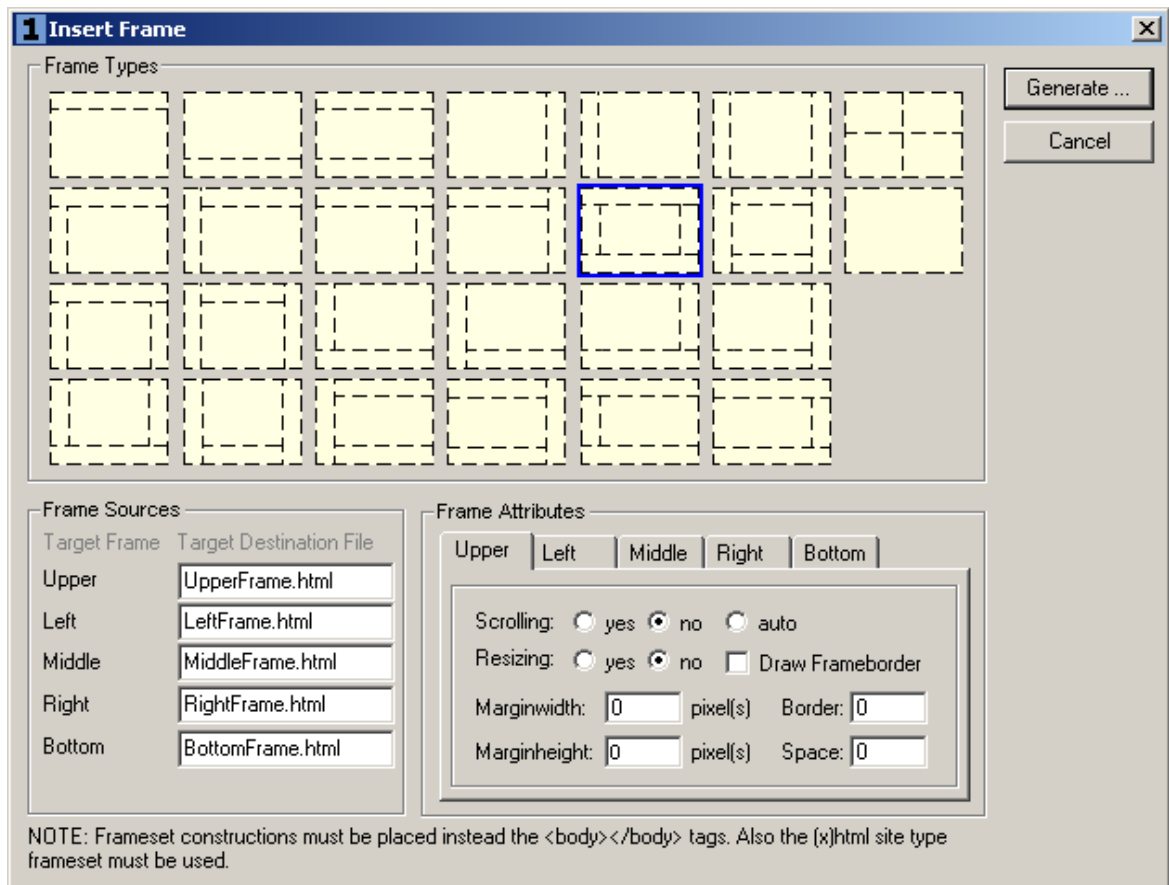 1 Insert Frame
Frame Types
Generate ...
Cancel
Frame Sources
Target Frame Target Destination File
Upper UpperFrame.html
Left LeftFrame.html
Middle MiddleFrame.html
Right RightFrame.html
Bottom BottomFrame.html
Frame Attributes
Upper Left Middle Right Bottom
Scrolling: yes no auto
Resizing: yes no Draw Frameborder
Marginwidth: 0 pixel(s) Border: 0
Marginheight: 0 pixel(s) Space: 0
NOTE: Frameset constructions must be placed instead the <body></body> tags. Also the (x)html site type
frameset must be used.